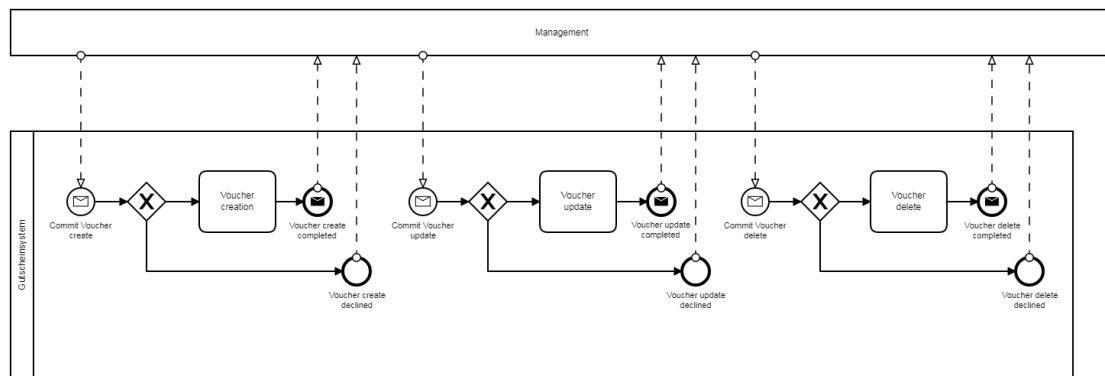 Management
Gutscheinsystem
Commit Voucher
create
Voucher
creation
Voucher create
completed
Voucher create
declined
Commit Voucher
update
Voucher
update
Voucher update
completed
Voucher update
declined
Commit Voucher
delete
Voucher
delete
Voucher delete
completed
Voucher delete
declined